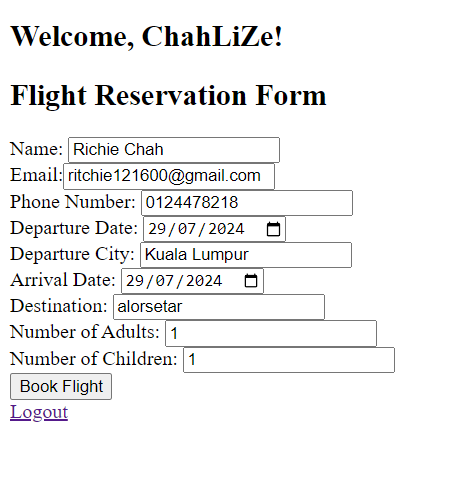 Welcome, ChahLiZe!
Flight Reservation Form
Name: Richie Chah
Email:ritchie121600@gmail.com
Phone Number: 0124478218
Departure Date: 29/07/2024
Departure City: Kuala Lumpur
Arrival Date: 29/07/2024
Destination: alorsetar
Number of Adults: 1
Number of Children: 1
Book Flight
Logout